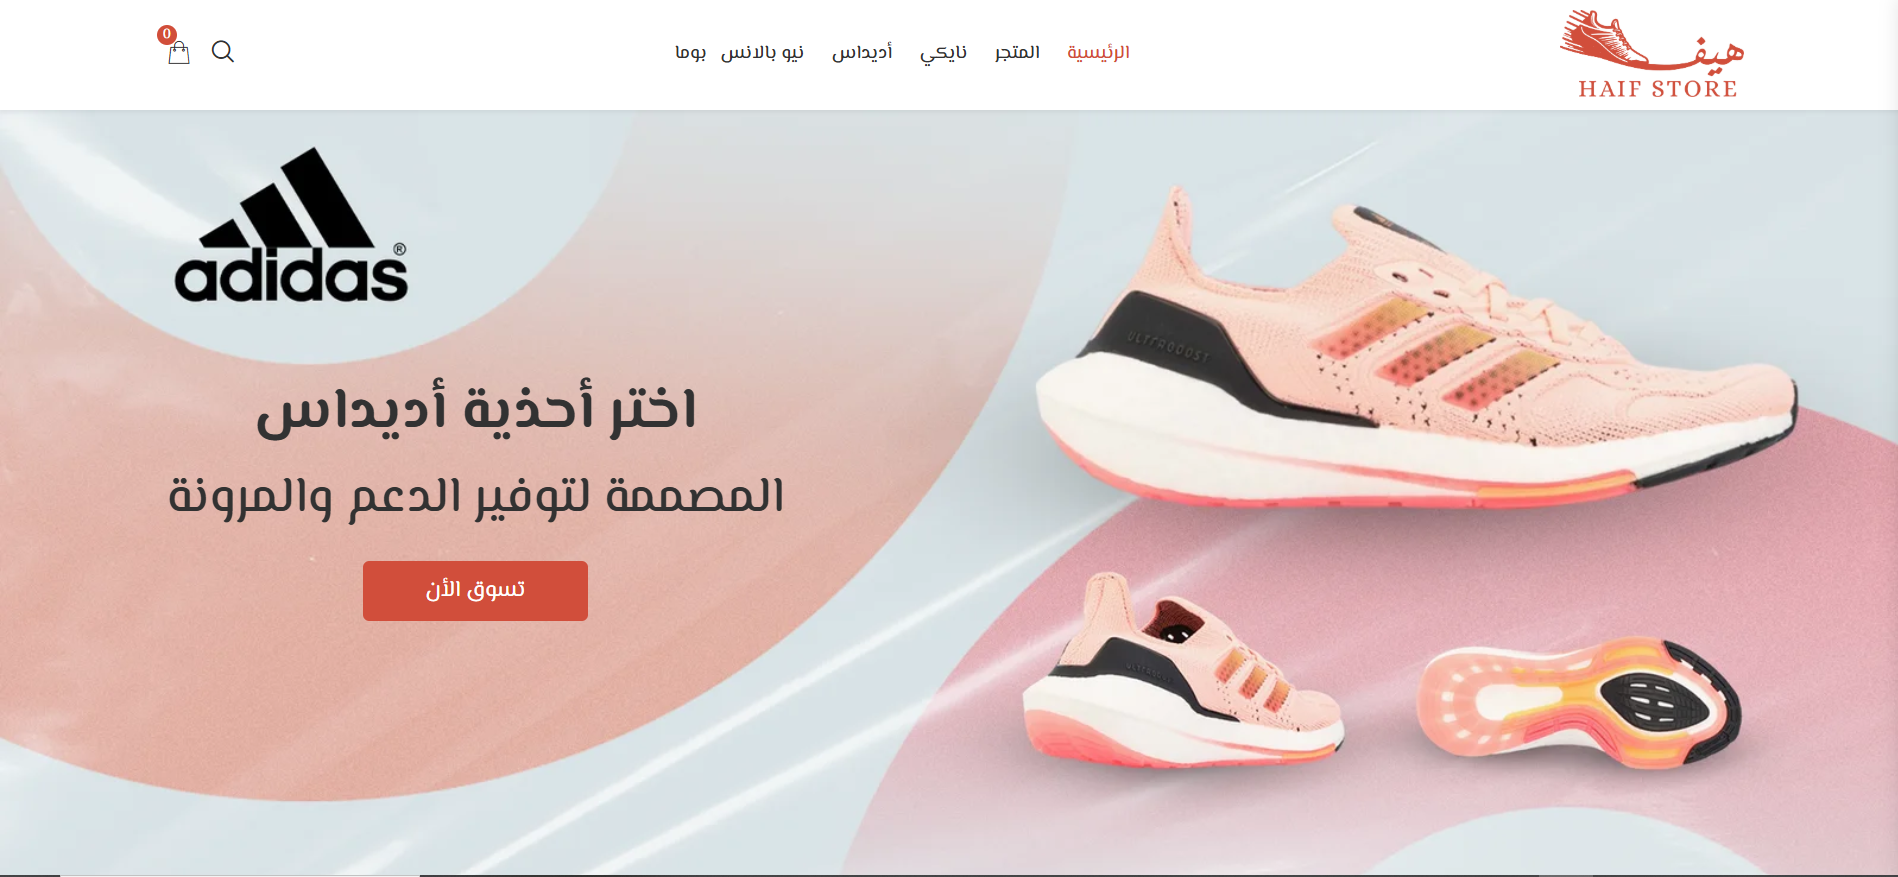 هيف
HAIF STORE
الرئيسية المتجر نايكي أديداس نيو بالانس بوما
0
adidas®
اختر أحذية أديداس
المصممة لتوفير الدعم والمرونة
تسوق الأن
ULTRABOOST